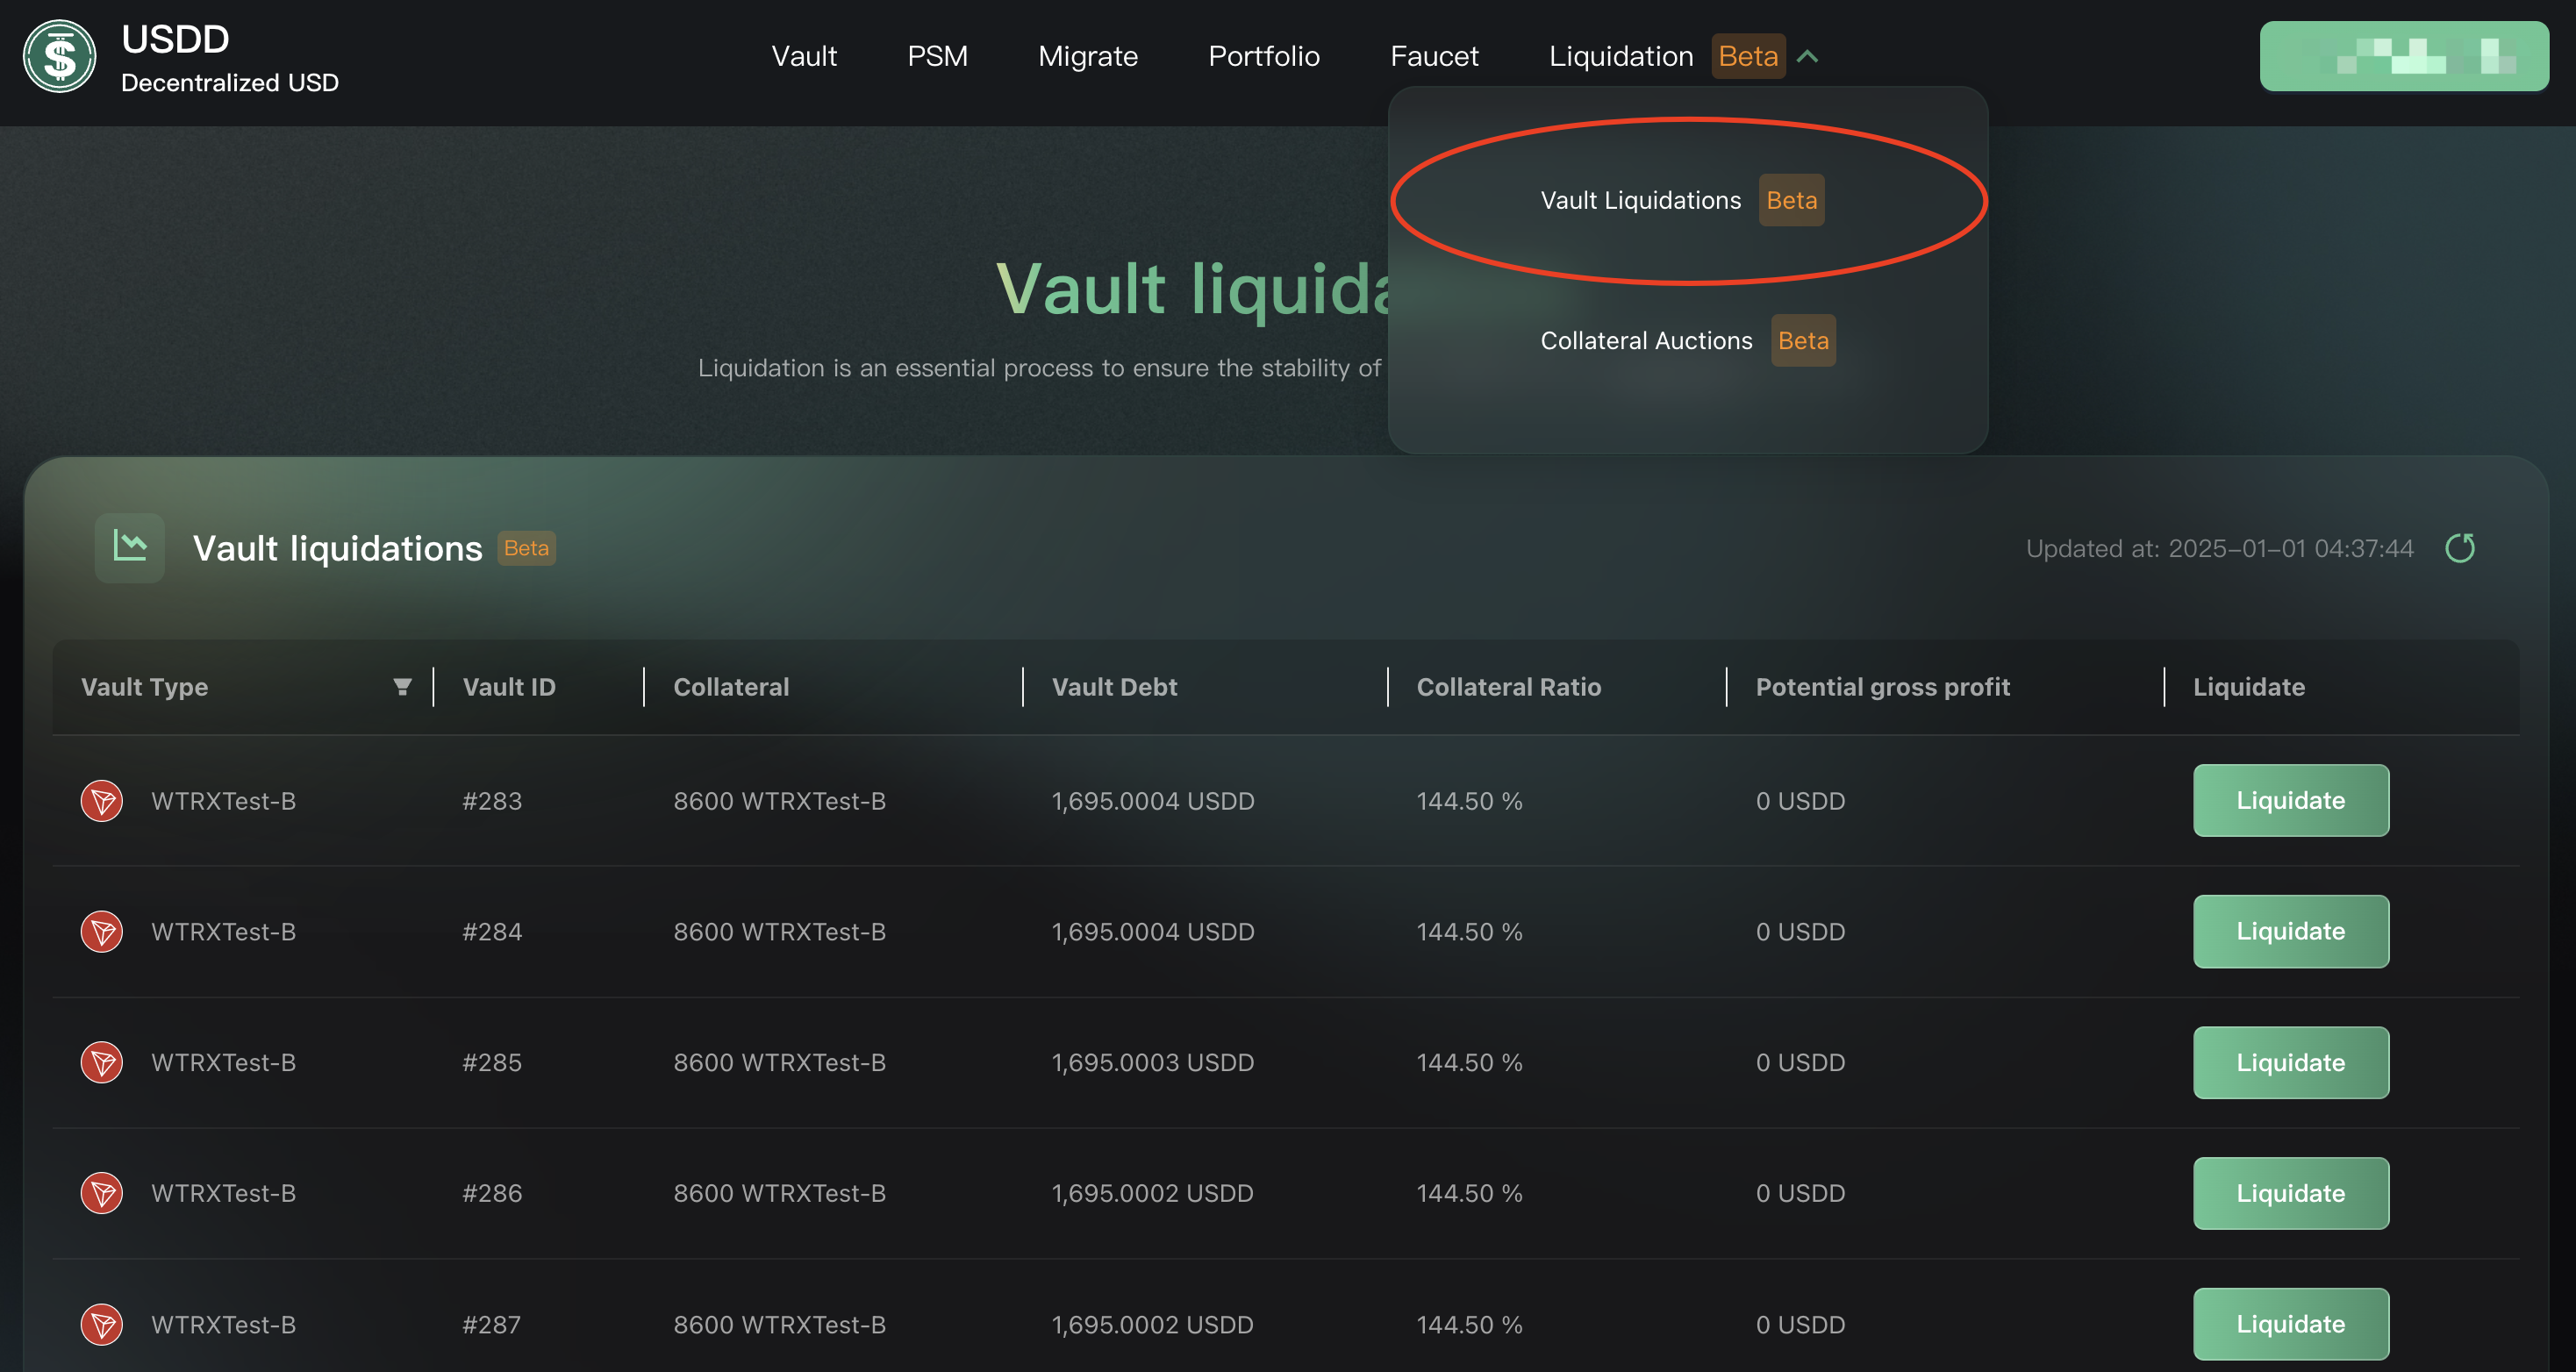 USDD
Decentralized USD
Vault PSM Migrate Portfolio Faucet Liquidation Beta
Vault Liquidations Beta
Collateral Auctions Beta
Vault
Liquidation is an essential process to ensure the stability of
Vault liquidations Beta
Updated at: 2025-01-01 04:37:44
Vault Type Vault ID Collateral Vault Debt Collateral Ratio Potential gross profit Liquidate
WTRXTest-B #283 8600 WTRXTest-B 1,695.0004 USDD 144.50 % 0 USDD Liquidate
WTRXTest-B #284 8600 WTRXTest-B 1,695.0004 USDD 144.50 % 0 USDD Liquidate
WTRXTest-B #285 8600 WTRXTest-B 1,695.0003 USDD 144.50 % 0 USDD Liquidate
WTRXTest-B #286 8600 WTRXTest-B 1,695.0002 USDD 144.50 % 0 USDD Liquidate
WTRXTest-B #287 8600 WTRXTest-B 1,695.0002 USDD 144.50 % 0 USDD Liquidate